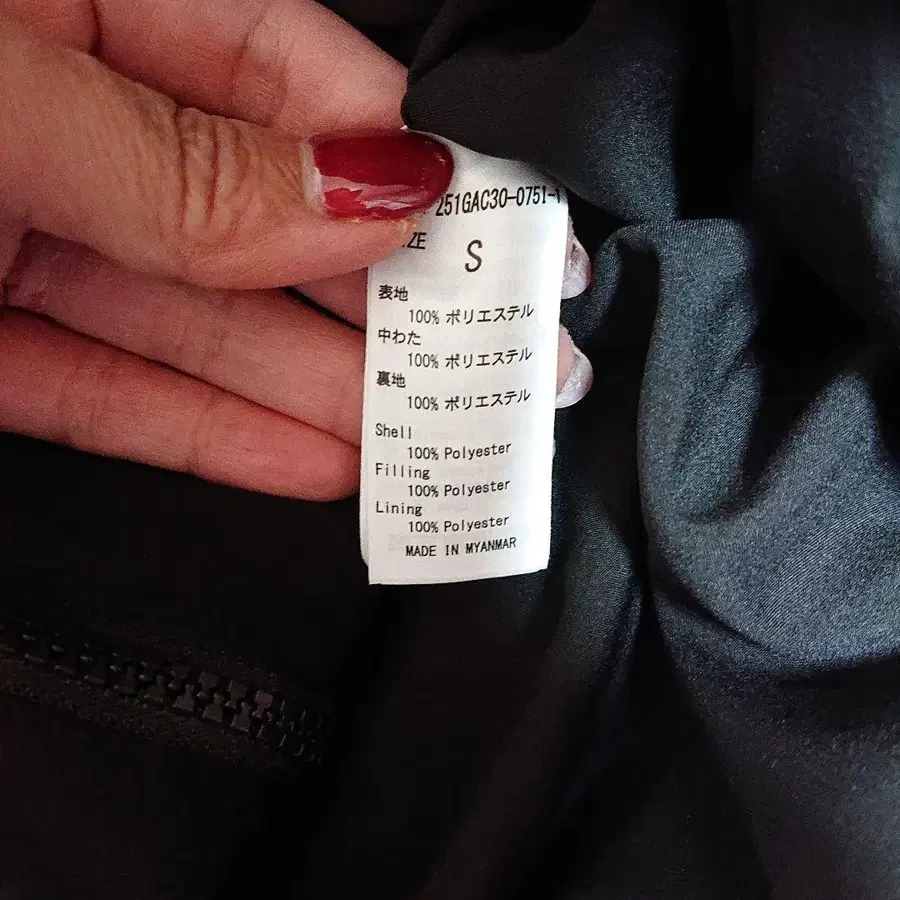 251GAC30-0751-1
ZE
S
表地
100% ポリエステル
中わた
100% ポリエステル
裏地
100% ポリエステル
Shell
100% Polyester
Filling
100% Polyester
Lining
100% Polyester
MADE IN MYANMAR